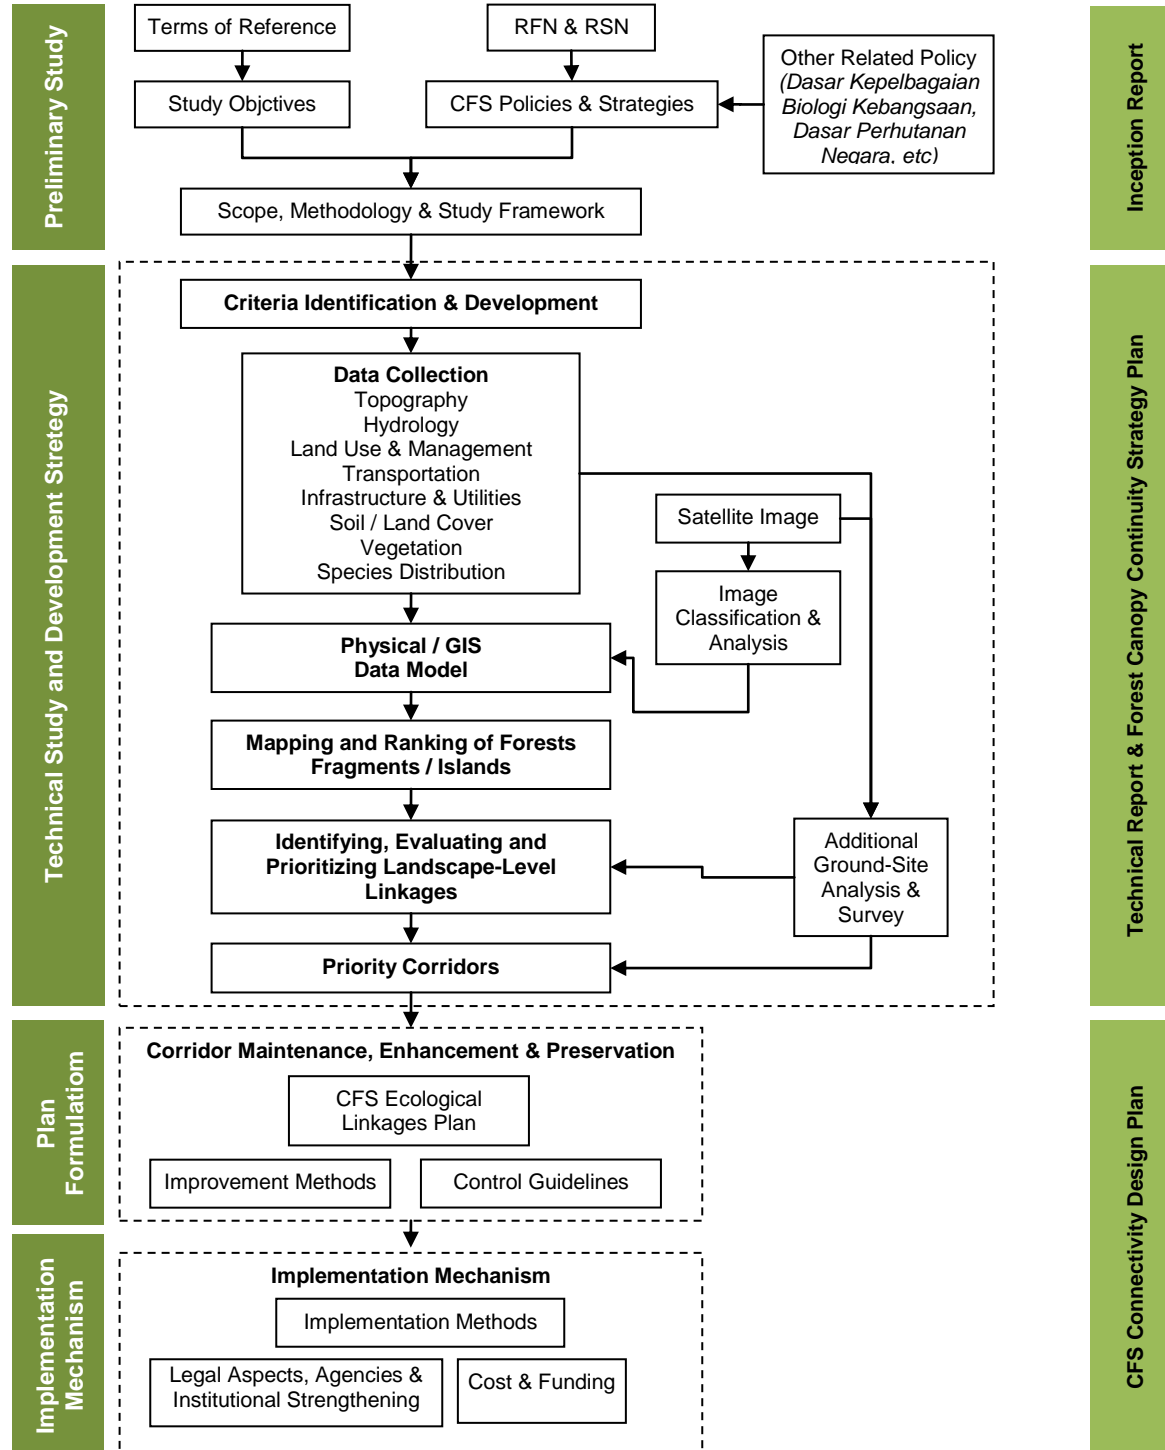 Preliminary Study
Terms of Reference
RFN & RSN
Study Objctives
CFS Policies & Strategies
Other Related Policy
(Dasar Kepelbagaian
Biologi Kebangsaan,
Dasar Perhutanan
Negara, etc)
Scope, Methodology & Study Framework
Inception Report
Technical Study and Development Stretegy
Criteria Identification & Development
Data Collection
Topography
Hydrology
Land Use & Management
Transportation
Infrastructure & Utilities
Soil / Land Cover
Vegetation
Species Distribution
Satellite Image
Image
Classification &
Analysis
Physical / GIS
Data Model
Mapping and Ranking of Forests
Fragments / Islands
Identifying, Evaluating and
Prioritizing Landscape-Level
Linkages
Additional
Ground-Site
Analysis &
Survey
Priority Corridors
Technical Report & Forest Canopy Continuity Strategy Plan
Plan
Formulatiom
Corridor Maintenance, Enhancement & Preservation
CFS Ecological
Linkages Plan
Improvement Methods
Control Guidelines
Implementation
Mechanism
Implementation Mechanism
Implementation Methods
Legal Aspects, Agencies &
Institutional Strengthening
Cost & Funding
CFS Connectivity Design Plan